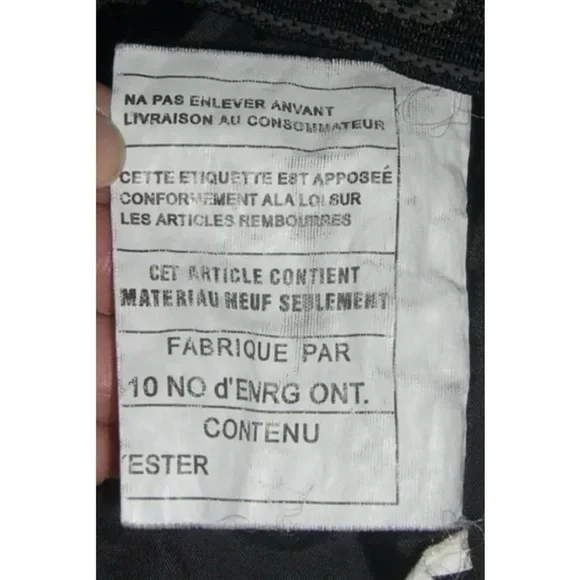 NA PAS ENLEVER ANVANT
LIVRAISON AU CONSOMMATEUR
CETTE ETIQUETTE EST APPOSEÉ
CONFORMEMENT ALA LOI SUR
LES ARTICLES REMBOURRES
CET ARTICLE CONTIENT
MATERIAU NEUF SEULEMENT
FABRIQUE PAR
10 NO d'ENRG ONT.
CONTENU
YESTER